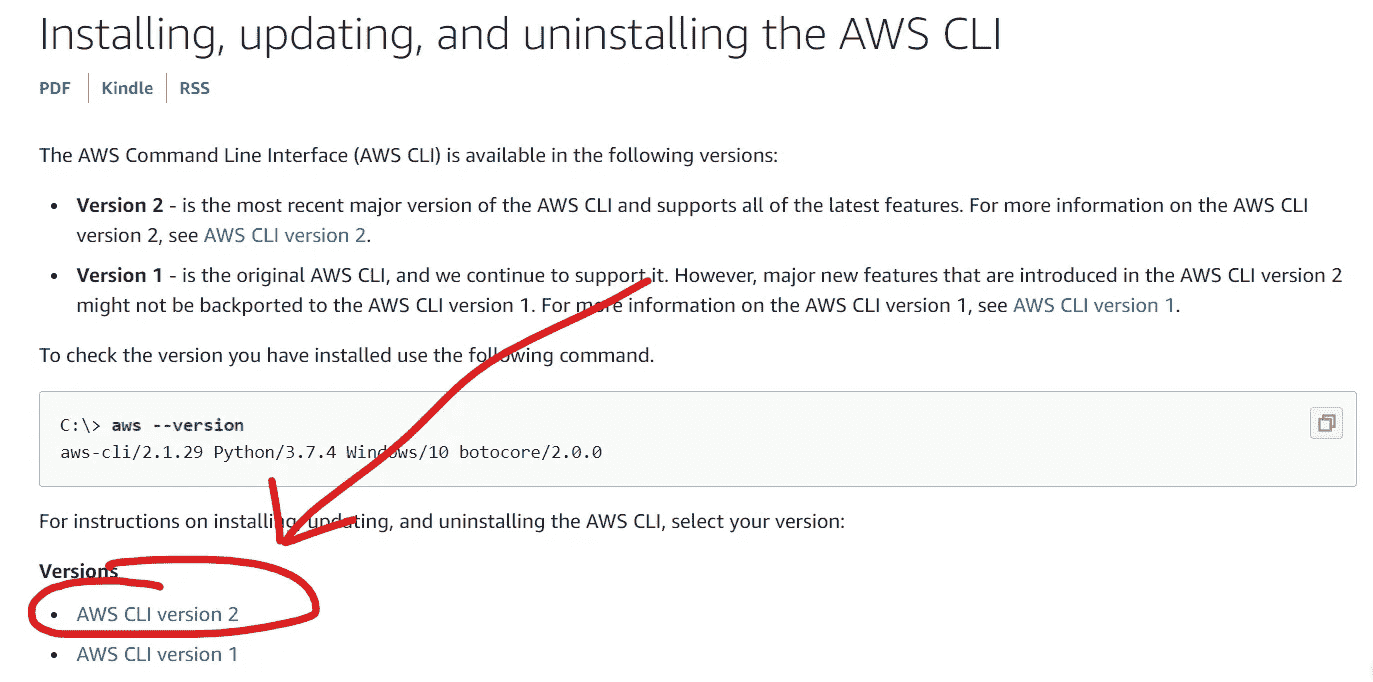 Installing, updating, and uninstalling the AWS CLI
PDF Kindle RSS
The AWS Command Line Interface (AWS CLI) is available in the following versions:
• Version 2 - is the most recent major version of the AWS CLI and supports all of the latest features. For more information on the AWS CLI
version 2, see AWS CLI version 2.
• Version 1 - is the original AWS CLI, and we continue to support it. However, major new features that are introduced in the AWS CLI version 2
might not be backported to the AWS CLI version 1. For more information on the AWS CLI version 1, see AWS CLI version 1.
To check the version you have installed use the following command.
C:\> aws --version
aws-cli/2.1.29 Python/3.7.4 Windows/10 botocore/2.0.0
For instructions on installing, updating, and uninstalling the AWS CLI, select your version:
Versions
• AWS CLI version 2
• AWS CLI version 1